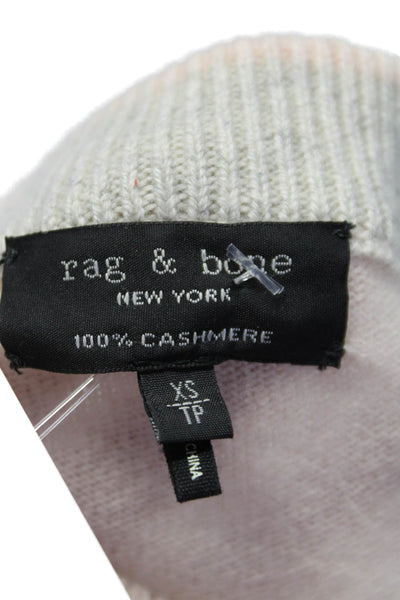 rag & bone
NEW YORK
100% CASHMERE
XS
TP
CHINA